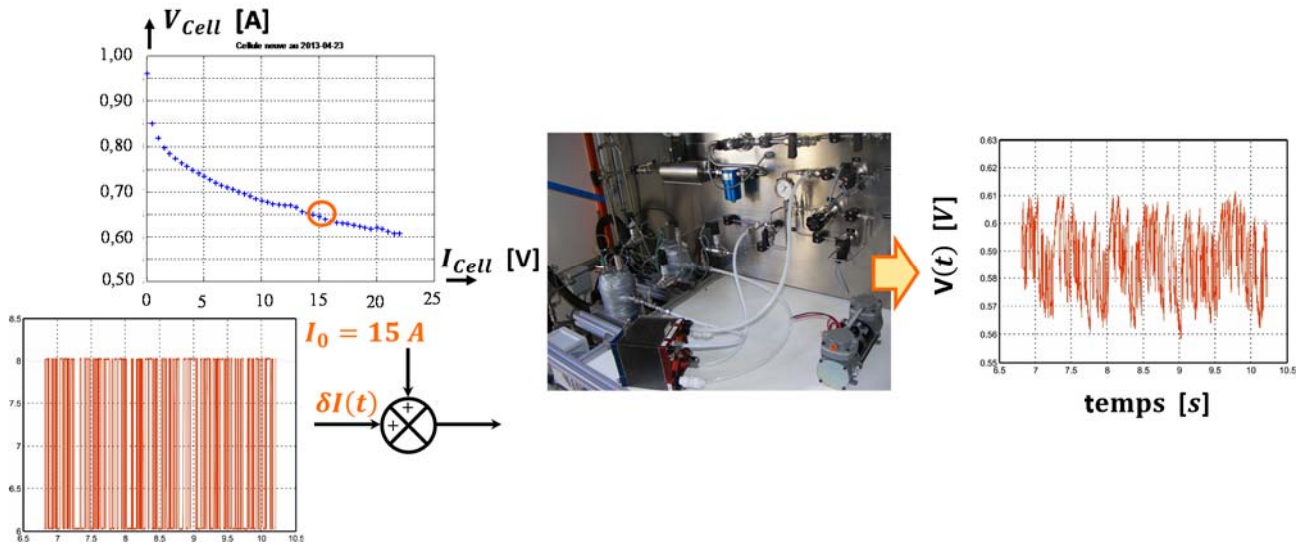 V_Cell [A]
Cellule neuve au 2013-04-23
1,00
0,90
0,80
0,70
0,60
0,50
0 5 10 15 20 25
I_Cell [V]
8.5
8
7.5
7
6.5
6
6.5 7 7.5 8 8.5 9 9.5 10 10.5
I_0 = 15 A
δI(t)
+
+
0.63
0.61
0.6
0.59
0.58
0.57
0.56
0.55
V(t) [V]
6.5 7 7.5 8 8.5 9 9.5 10 10.5
temps [s]